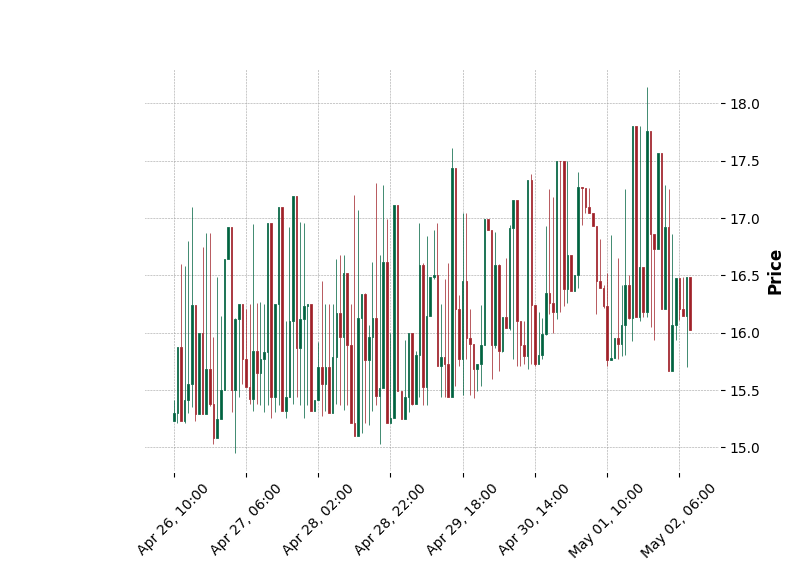 18.0
17.5
17.0
16.5
16.0
15.5
15.0
Price
Apr 26, 10:00
Apr 27, 06:00
Apr 28, 02:00
Apr 28, 22:00
Apr 29, 18:00
Apr 30, 14:00
May 01, 10:00
May 02, 06:00